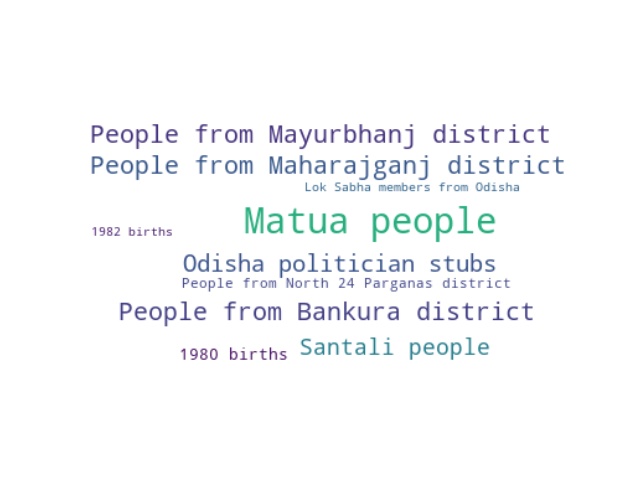 People from Mayurbhanj district
People from Maharajganj district
Lok Sabha members from Odisha
Matua people
1982 births
Odisha politician stubs
People from North 24 Parganas district
People from Bankura district
1980 births
Santali people